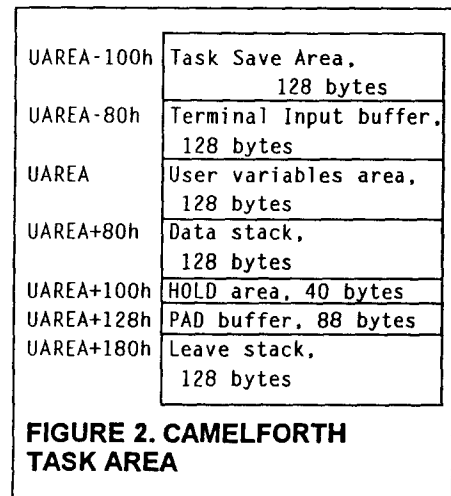 UAREA-100h Task Save Area,
128 bytes
UAREA-80h Terminal Input buffer,
128 bytes
UAREA User variables area,
128 bytes
UAREA+80h Data stack,
128 bytes
UAREA+100h HOLD area, 40 bytes
UAREA+128h PAD buffer, 88 bytes
UAREA+180h Leave stack,
128 bytes
FIGURE 2. CAMELFORTH
TASK AREA